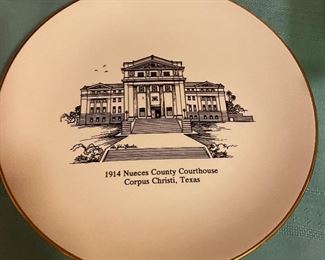 1914 Nueces County Courthouse
Corpus Christi, Texas